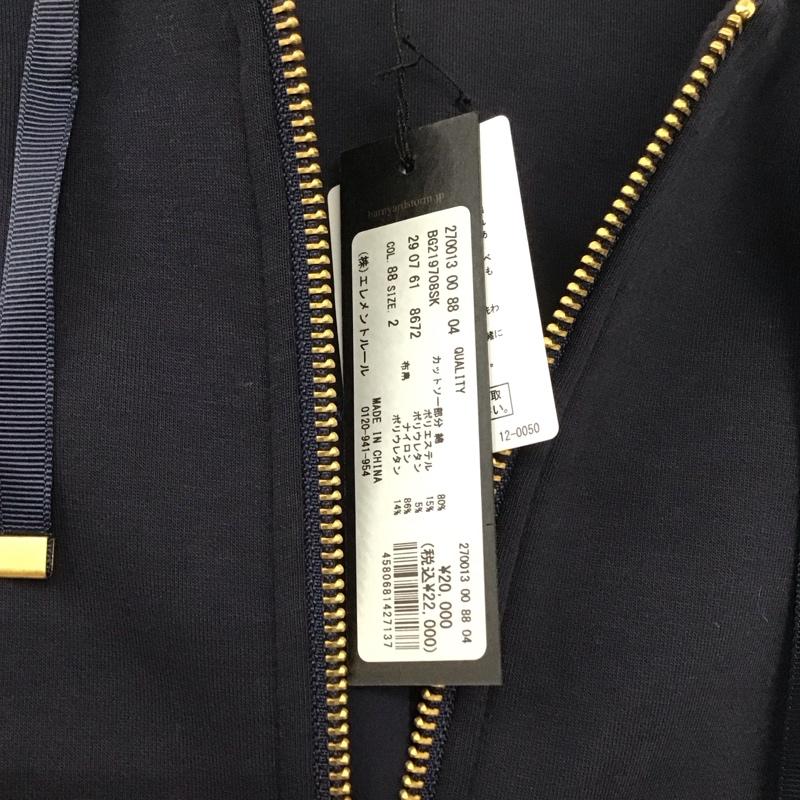 barnyardstorm.jp
270013 00 88 04
BG219708SK
29 07 61 8672
COL. 88 SIZE. 2
(株)エレメントルール
QUALITY
カットソー部分 綿 80%
ポリエステル 15%
ポリウレタン 5%
布帛 ナイロン 86%
ポリウレタン 14%
MADE IN CHINA
0120-941-954
270013 00 88 04
¥20,000
(税込¥22,000)
4580681427137
12-0050